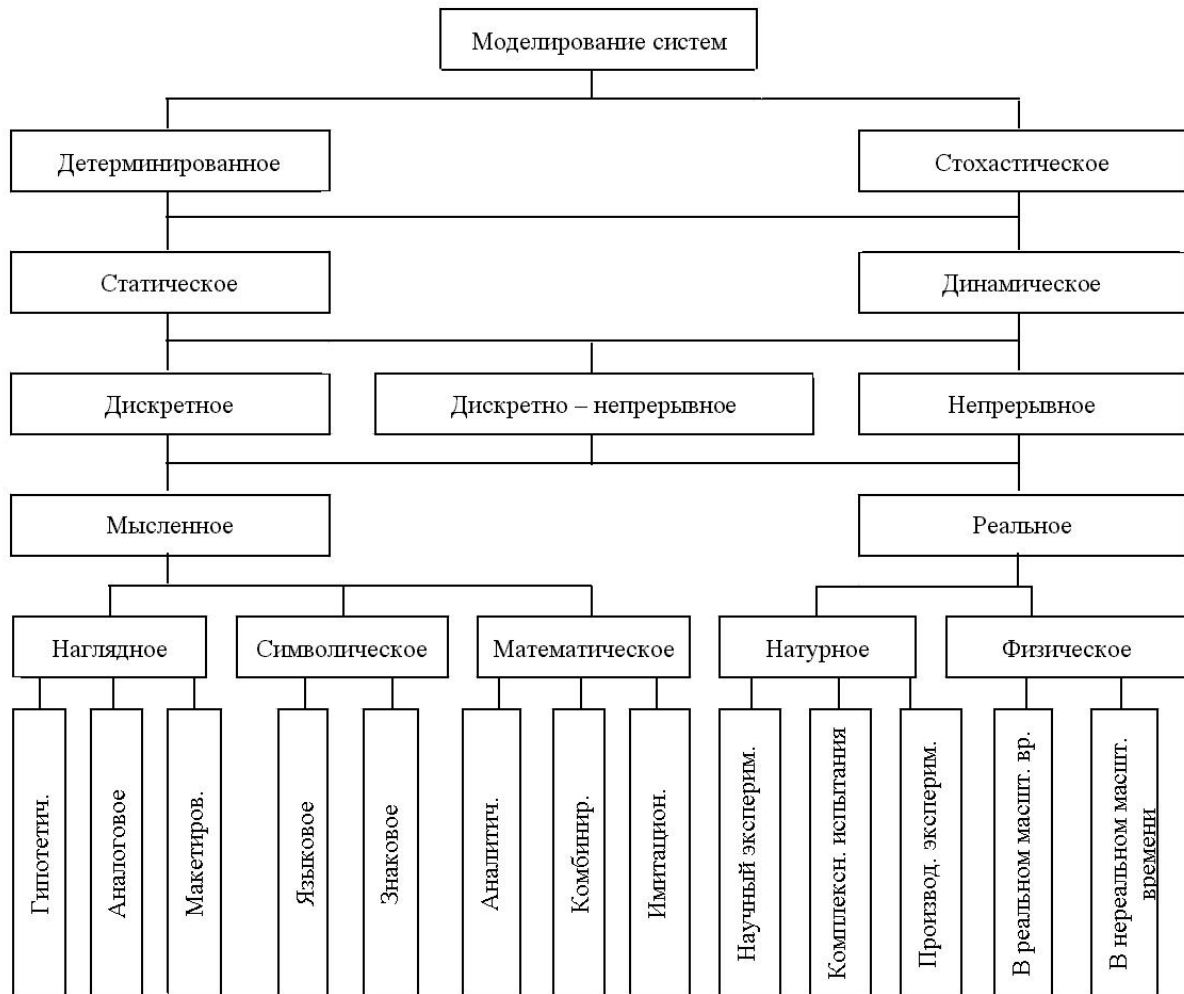 Моделирование систем
Детерминированное
Стохастическое
Статическое
Динамическое
Дискретное
Дискретно – непрерывное
Непрерывное
Мысленное
Реальное
Наглядное
Символическое
Математическое
Натурное
Физическое
Гипотетич.
Аналоговое
Макетиров.
Языковое
Знаковое
Аналитич.
Комбинир.
Имитацион.
Научный эксперим.
Комплексн. испытания
Производ. эксперим.
В реальном масшт. вр.
В нереальном масшт.
времени